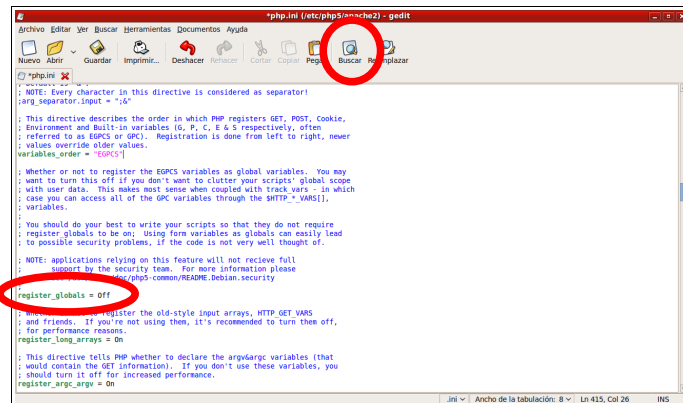 *php.ini (/etc/php5/apache2) - gedit
Archivo Editar Ver Buscar Herramientas Documentos Ayuda
Nuevo Abrir Guardar Imprimir... Deshacer Rehacer Cortar Copiar Buscar
*php.ini
; NOTE: Every character in this directive is considered as separator!
;arg_separator.input = ";&"
; This directive describes the order in which PHP registers GET, POST, Cookie,
; Environment and Built-in variables (G, P, C, E & S respectively, often
; referred to as EGPCS or GPC).  Registration is done from left to right, newer
; values override older values.
variables_order = "EGPCS"
; Whether or not to register the EGPCS variables as global variables.  You may
; want to turn this off if you don't want to clutter your scripts' global scope
; with user data.  This makes most sense when coupled with track_vars - in which
; case you can access all of the GPC variables through the $HTTP_*_VARS[],
; variables.
;
; You should do your best to write your scripts so that they do not require
; register_globals to be on;  Using form variables as globals can easily lead
; to possible security problems, if the code is not very well thought of.
; NOTE: applications relying on this feature will not recieve full
;       support by the security team.  For more information please
/doc/php5-common/README.Debian.security
;
register_globals = Off
register the old-style input arrays, HTTP_GET_VARS
; and friends.  If you're not using them, it's recommended to turn them off,
; for performance reasons.
register_long_arrays = On
; This directive tells PHP whether to declare the argv&argc variables (that
; would contain the GET information).  If you don't use these variables, you
; should turn it off for increased performance.
register_argc_argv = On
.ini Ancho de la tabulación: 8 Ln 415, Col 26 INS